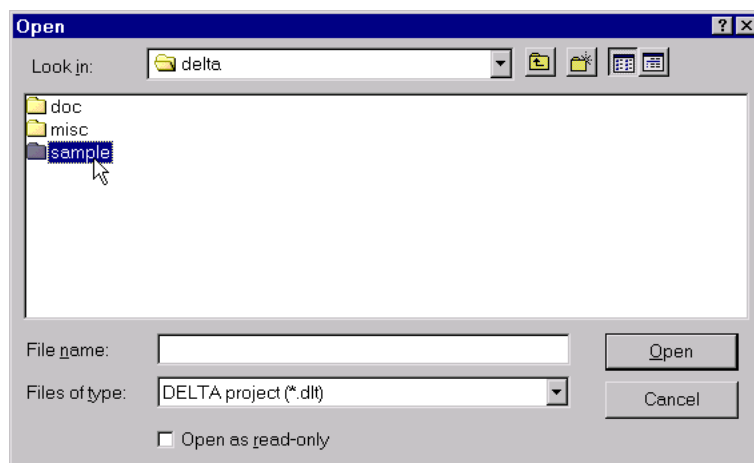 Open
Look in: delta
doc
misc
sample
File name: Open
Files of type: DELTA project (*.dlt) Cancel
Open as read-only